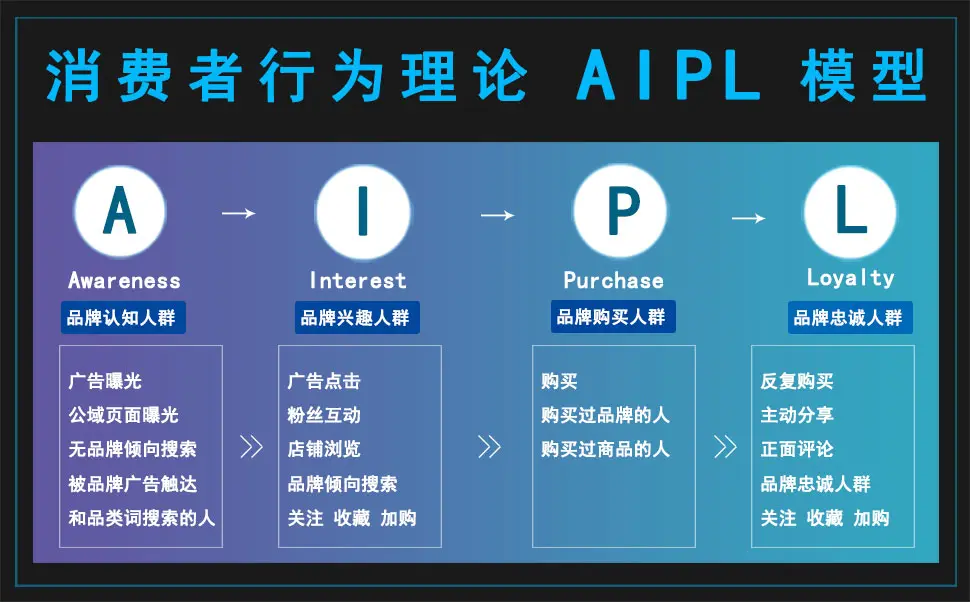 消费者行为理论 AIPL 模型
A
Awareness
品牌认知人群
广告曝光
公域页面曝光
无品牌倾向搜索
被品牌广告触达
和品类词搜索的人
I
Interest
品牌兴趣人群
广告点击
粉丝互动
店铺浏览
品牌倾向搜索
关注 收藏 加购
P
Purchase
品牌购买人群
购买
购买过品牌的人
购买过商品的人
L
Loyalty
品牌忠诚人群
反复购买
主动分享
正面评论
品牌忠诚人群
关注 收藏 加购